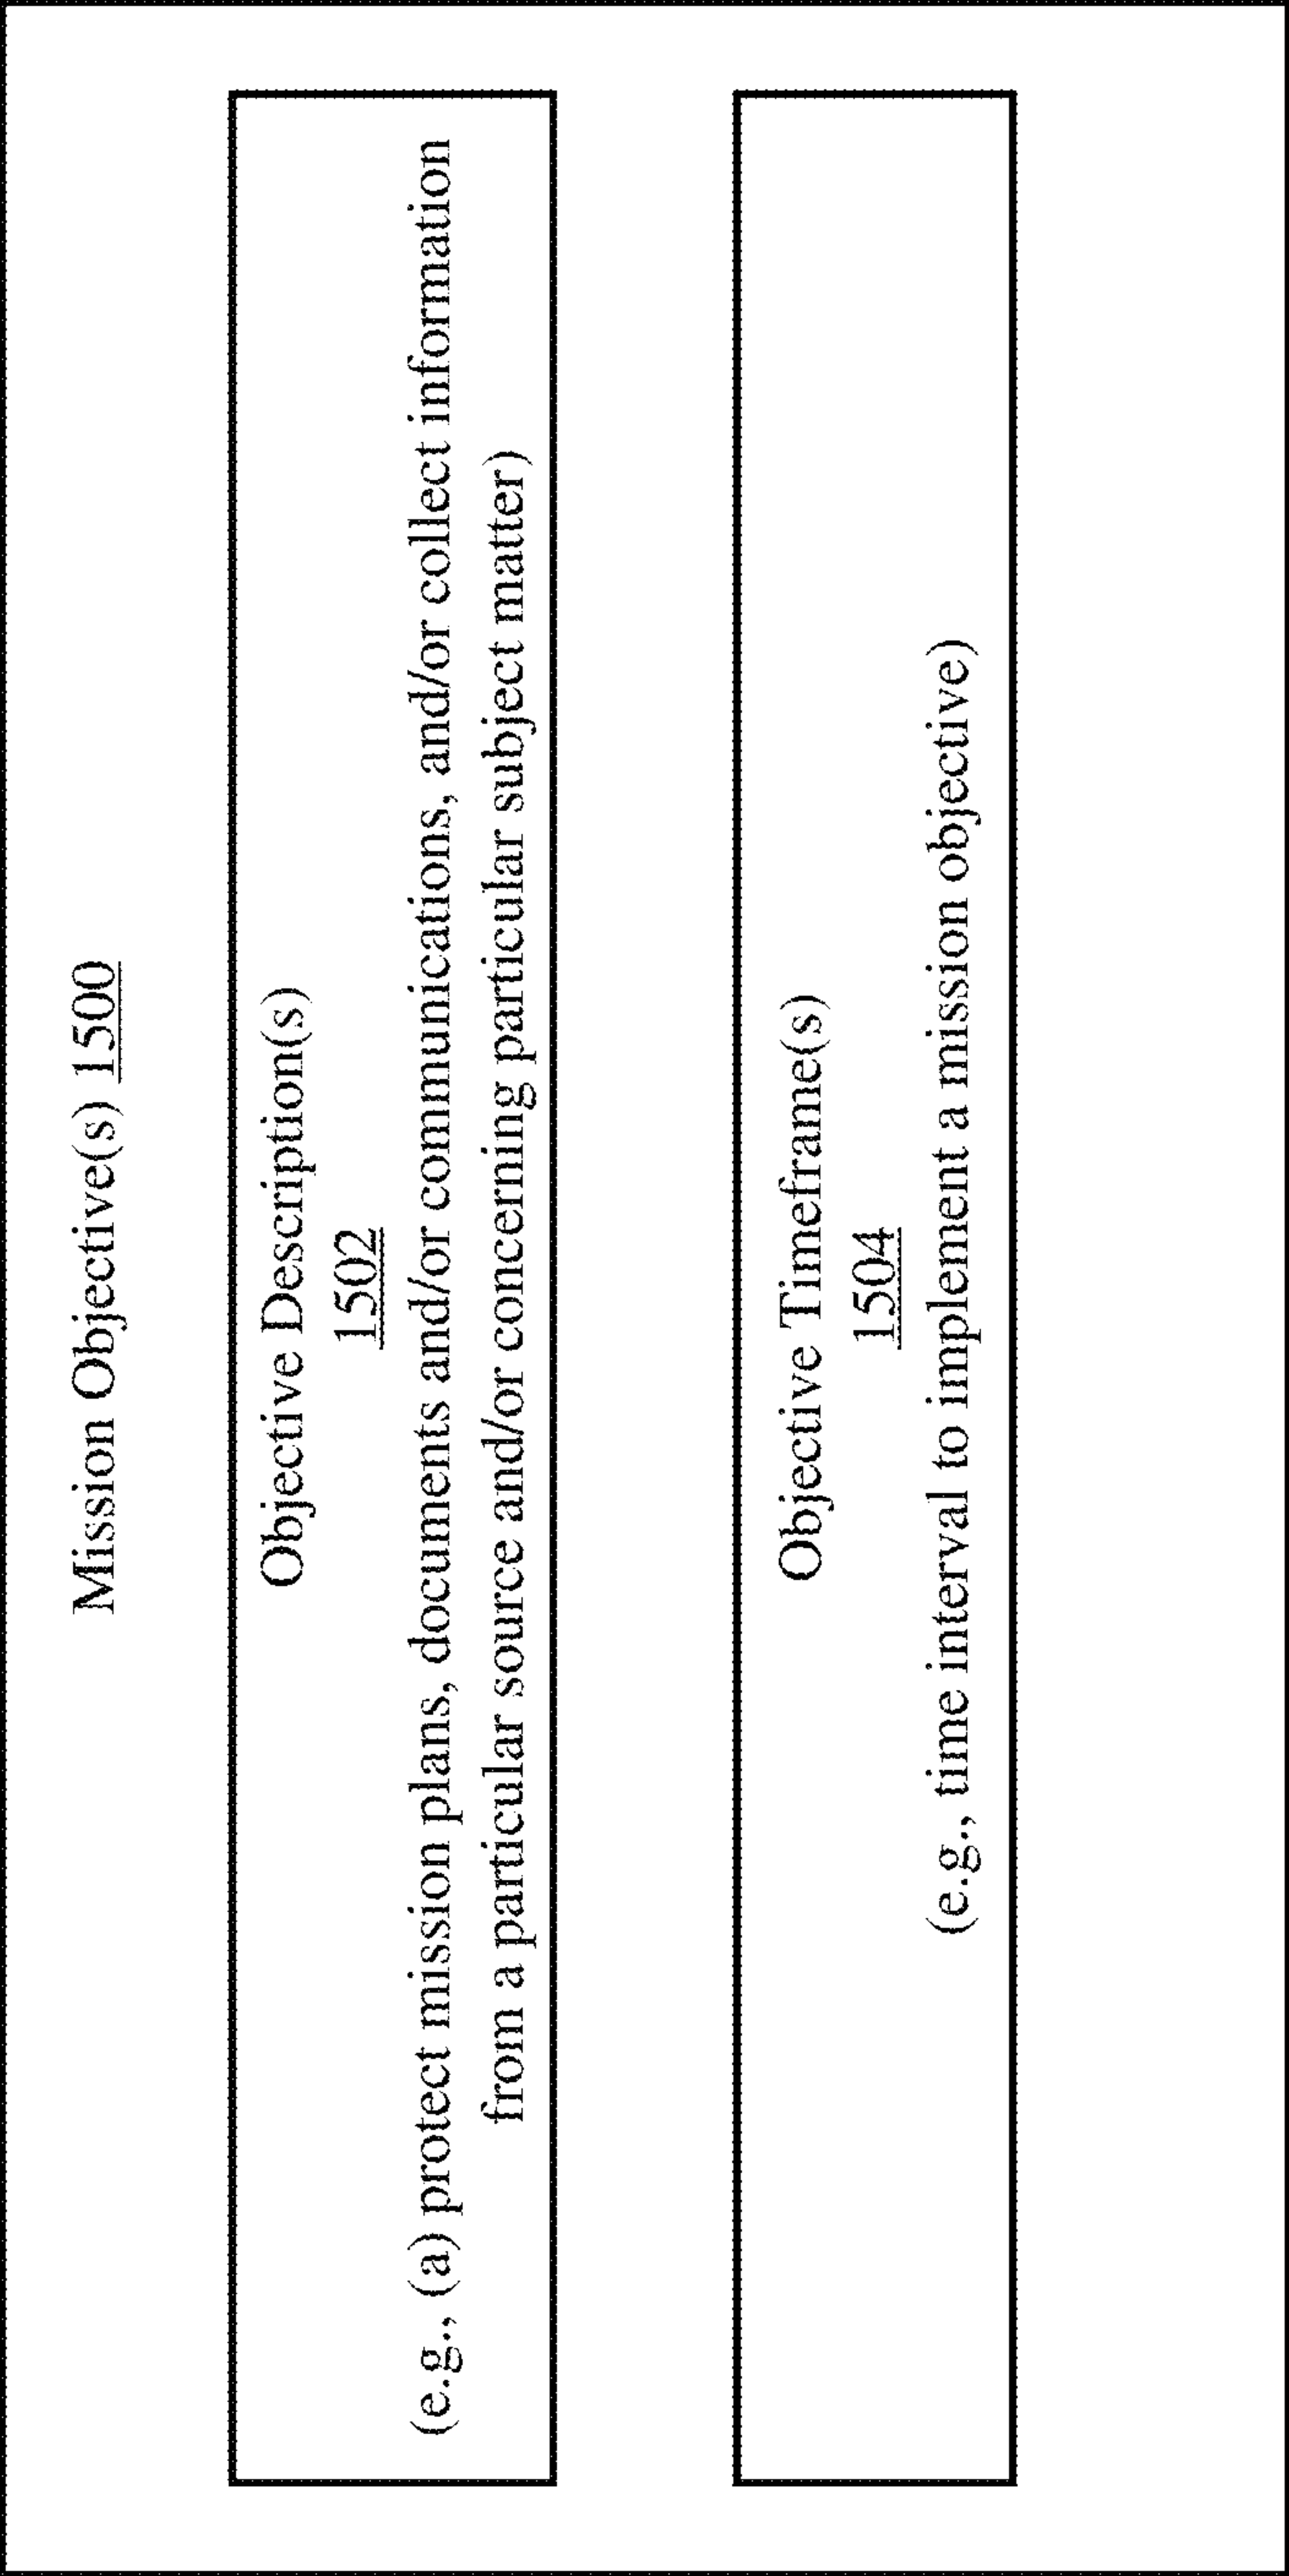 Mission Objective(s) 1500
Objective Description(s)
1502
(e.g., (a) protect mission plans, documents and/or communications, and/or collect information
from a particular source and/or concerning particular subject matter)
Objective Timeframe(s)
1504
(e.g., time interval to implement a mission objective)